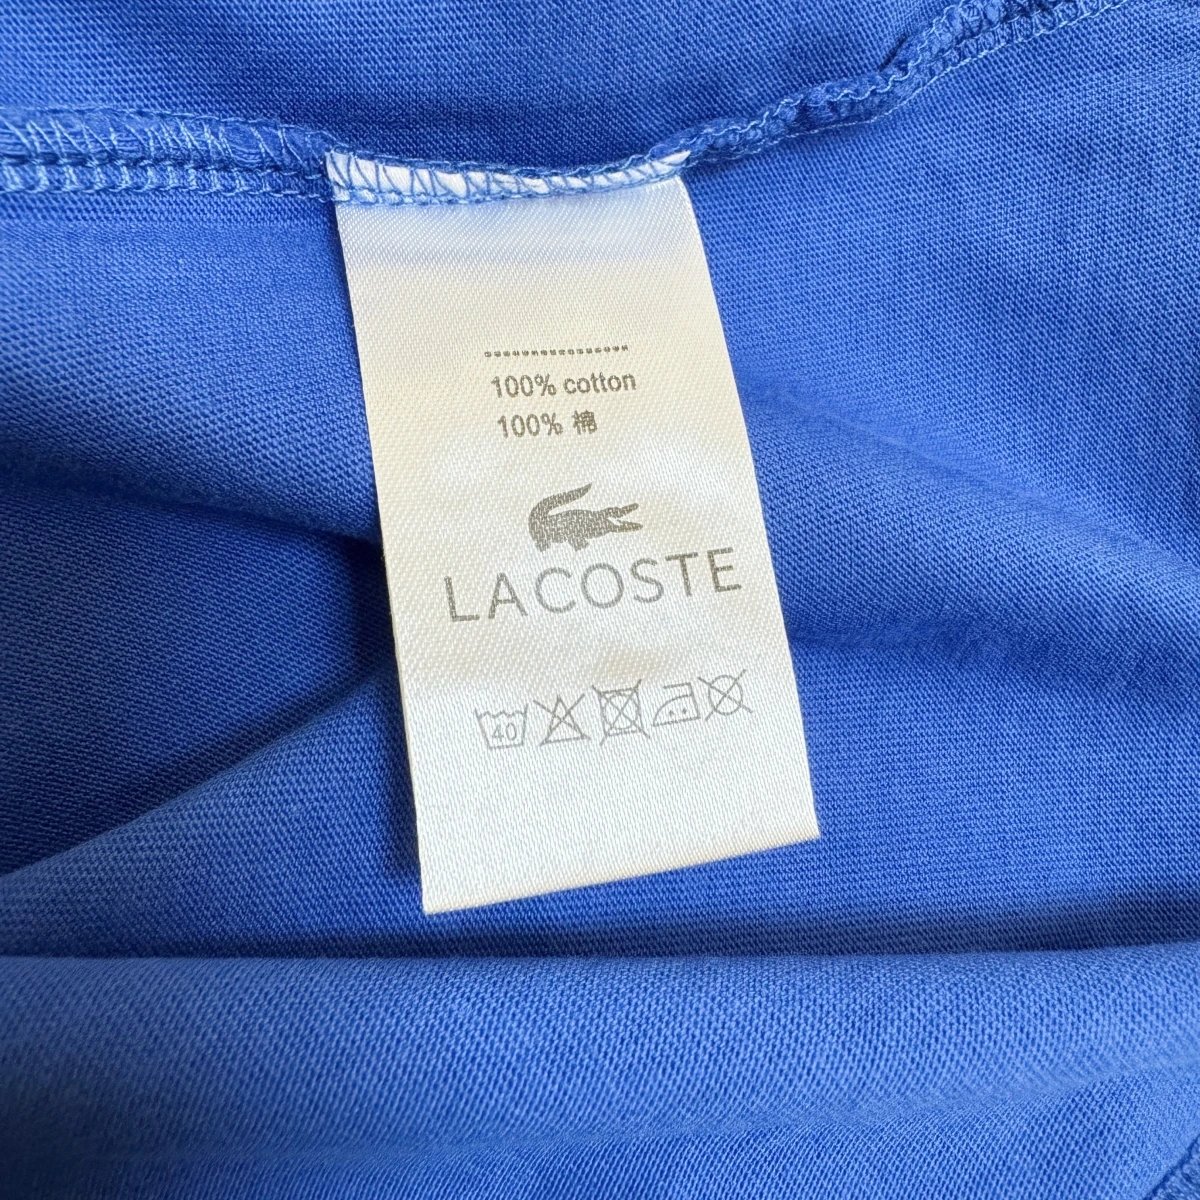 100% cotton
100% 棉
LACOSTE
40